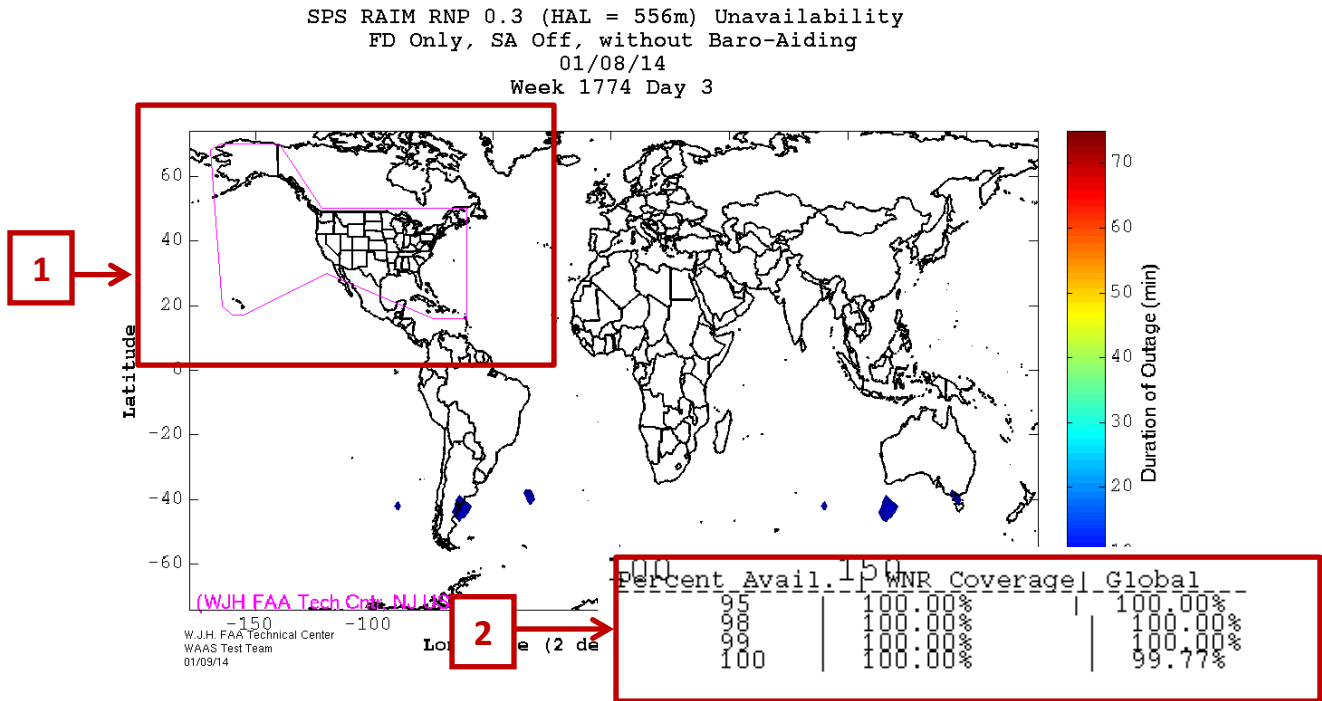 SPS RAIM RNP 0.3 (HAL = 556m) Unavailability
FD Only, SA Off, without Baro-Aiding
01/08/14
Week 1774 Day 3
1
Latitude
60
40
20
0
-20
-40
-60
-150
-100
Duration of Outage (min)
70
60
50
40
30
20
(WJH FAA Tech Cntr, NJ
W.J.H. FAA Technical Center
WAAS Test Team
01/09/14
2
150
Percent Avail. | WNR Coverage| Global
95 | 100.00% | 100.00%
98 | 100.00% | 100.00%
99 | 100.00% | 100.00%
100 | 100.00% | 99.77%